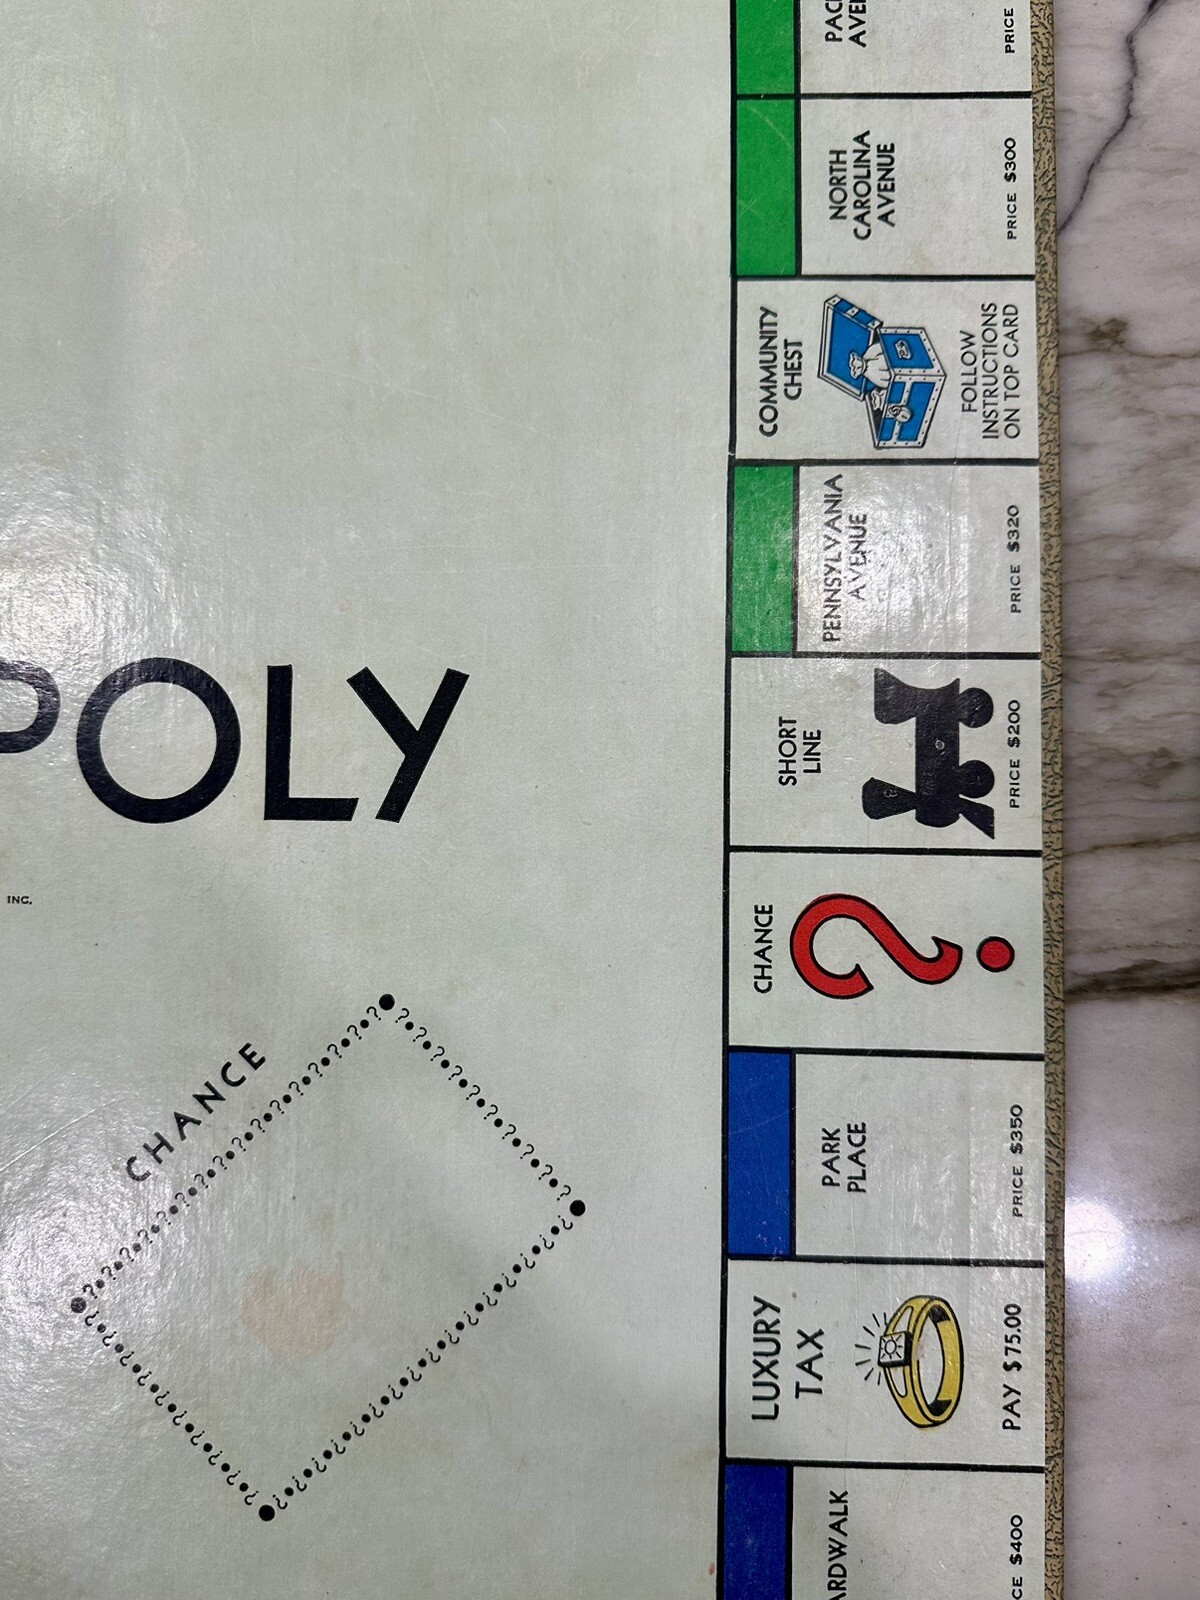 PAC
AVE
PRICE
NORTH
CAROLINA
AVENUE
PRICE $300
COMMUNITY
CHEST
FOLLOW
INSTRUCTIONS
ON TOP CARD
PENNSYLVANIA
AVENUE
PRICE $320
SHORT
LINE
PRICE $200
CHANCE
?
PARK
PLACE
PRICE $350
LUXURY
TAX
PAY $75.00
ARDWALK
CE $400
POLY
INC.
CHANCE